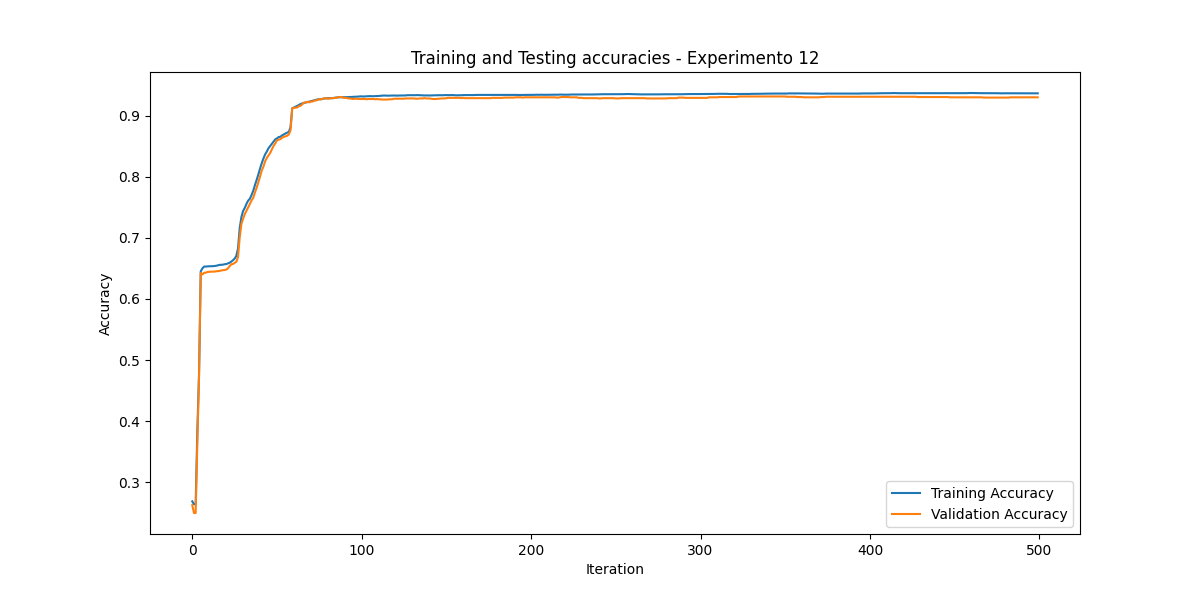 Training and Testing accuracies - Experimento 12
Accuracy
0.9
0.8
0.7
0.6
0.5
0.4
0.3
Training Accuracy
Validation Accuracy
0 100 200 300 400 500
Iteration